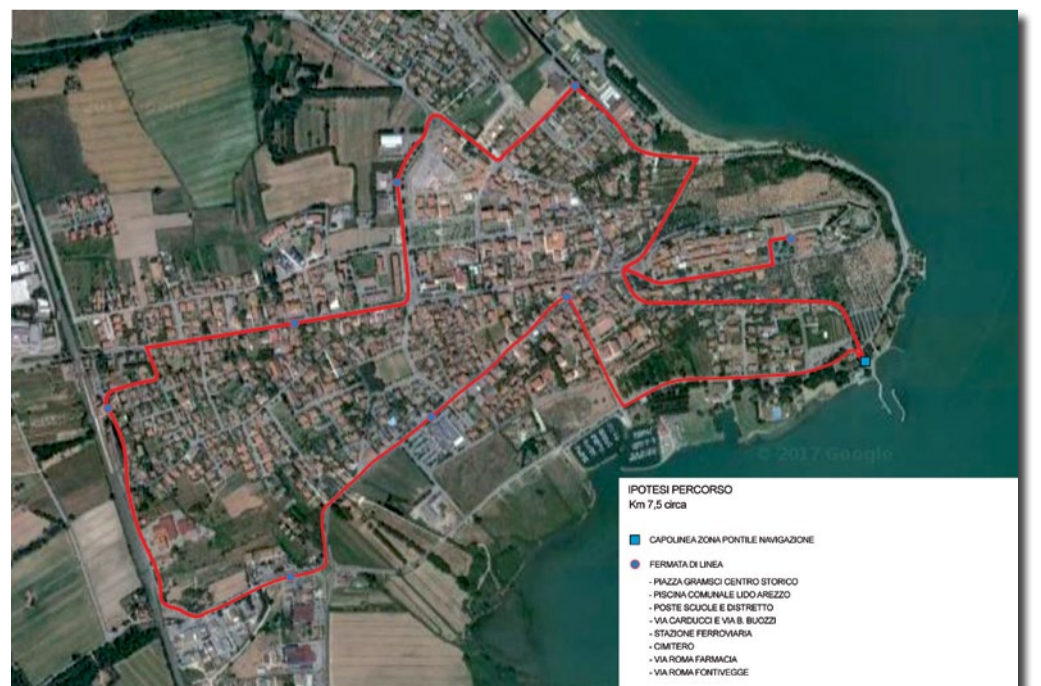 © 2017 Google
IPOTESI PERCORSO
Km 7,5 circa
CAPOLINEA ZONA PONTILE NAVIGAZIONE
FERMATA DI LINEA
- PIAZZA GRAMSCI CENTRO STORICO
- PISCINA COMUNALE LIDO AREZZO
- POSTE SCUOLE E DISTRETTO
- VIA CARDUCCI E VIA B. BUOZZI
- STAZIONE FERROVIARIA
- CIMITERO
- VIA ROMA FARMACIA
- VIA ROMA FONTIVEGGE